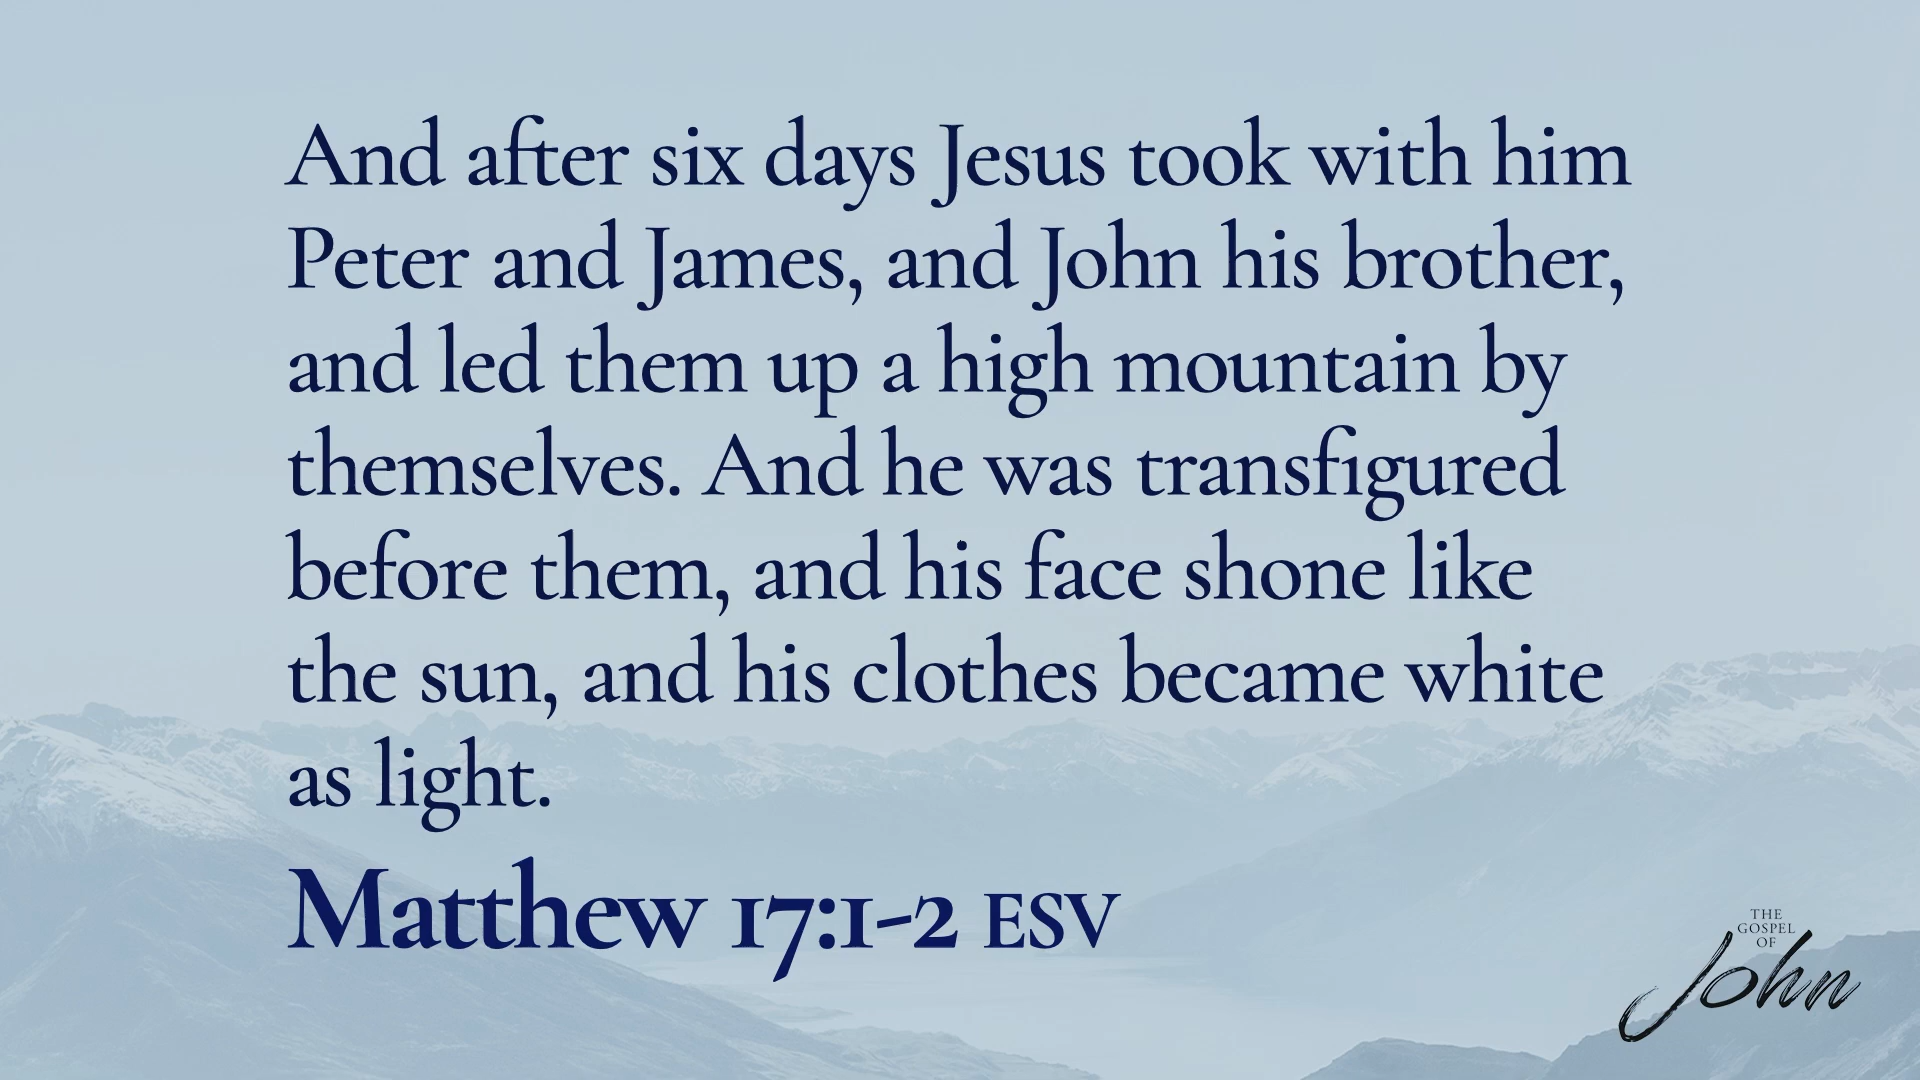 And after six days Jesus took with him
Peter and James, and John his brother,
and led them up a high mountain by
themselves. And he was transfigured
before them, and his face shone like
the sun, and his clothes became white
as light.
Matthew 17:1-2 ESV
THE
GOSPEL
OF
John